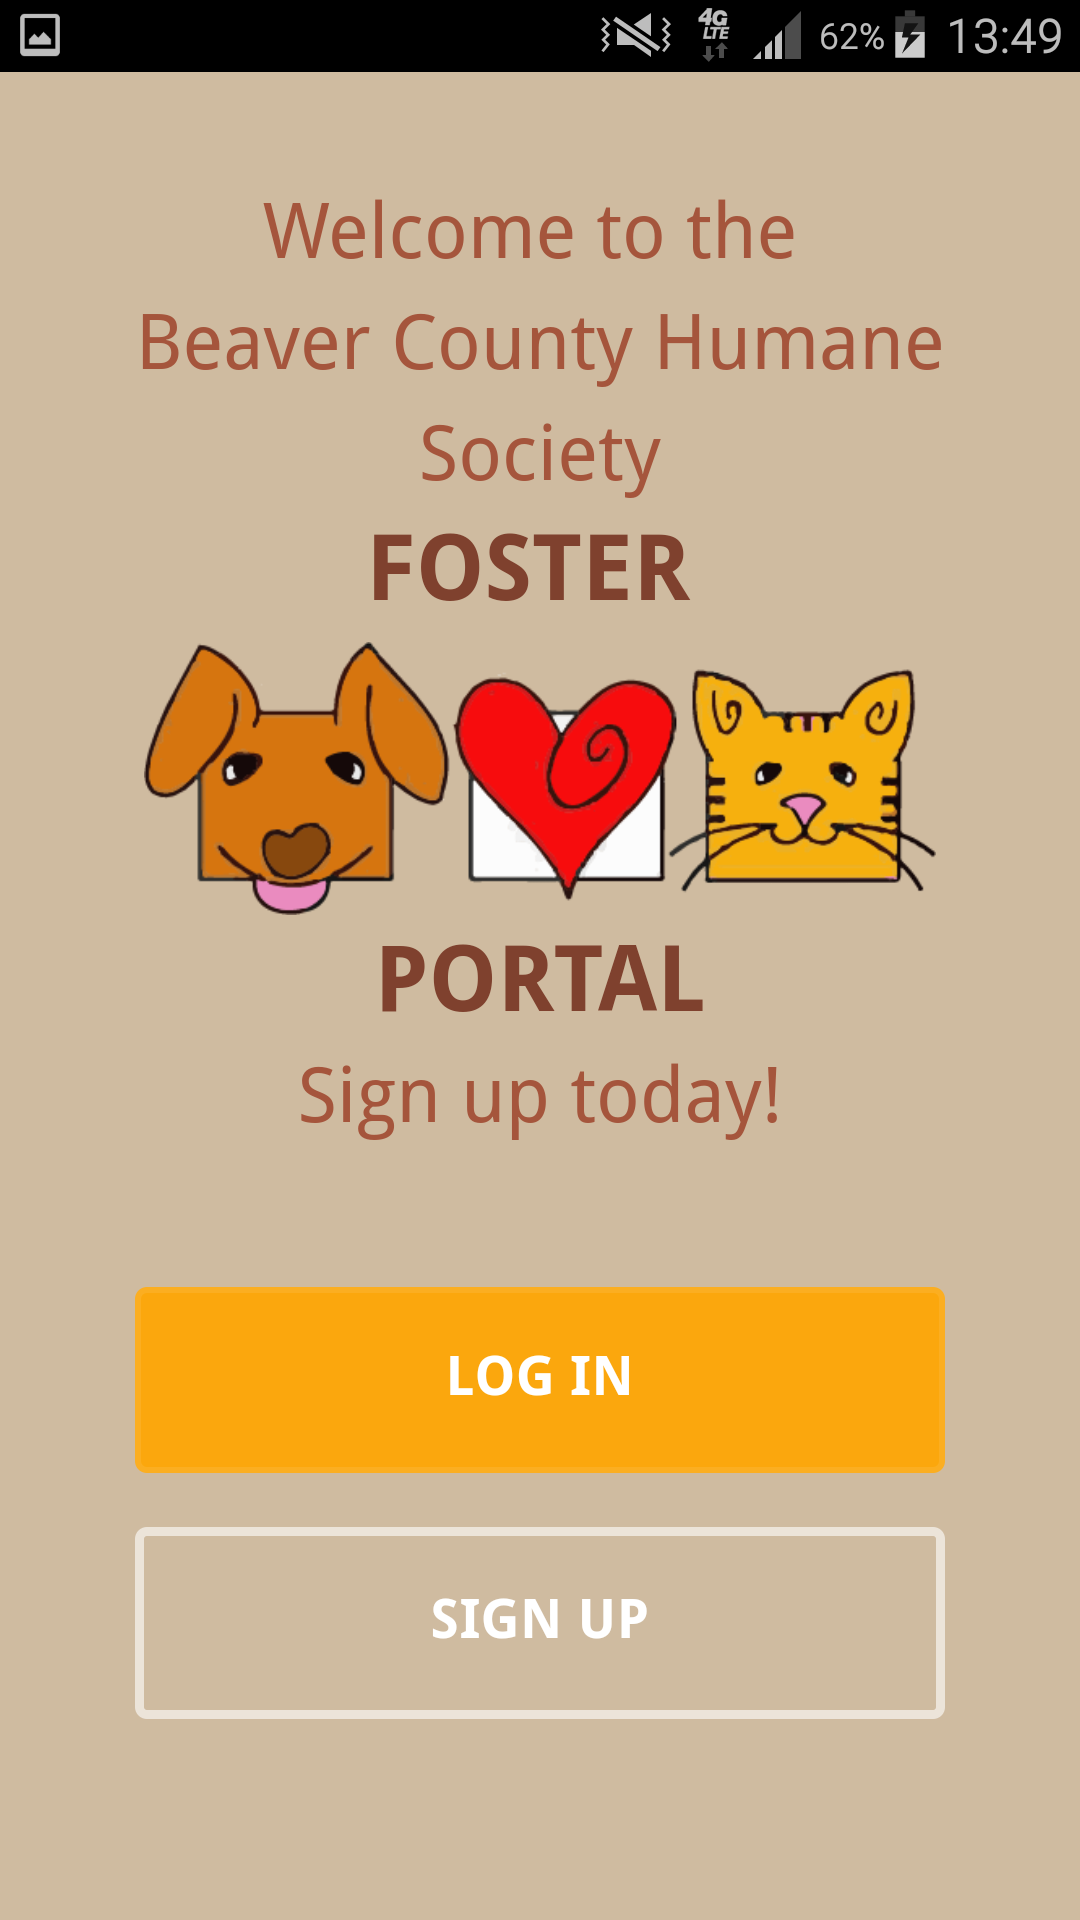 4G
LTE
62% 13:49
Welcome to the
Beaver County Humane
Society
FOSTER
PORTAL
Sign up today!
LOG IN
SIGN UP